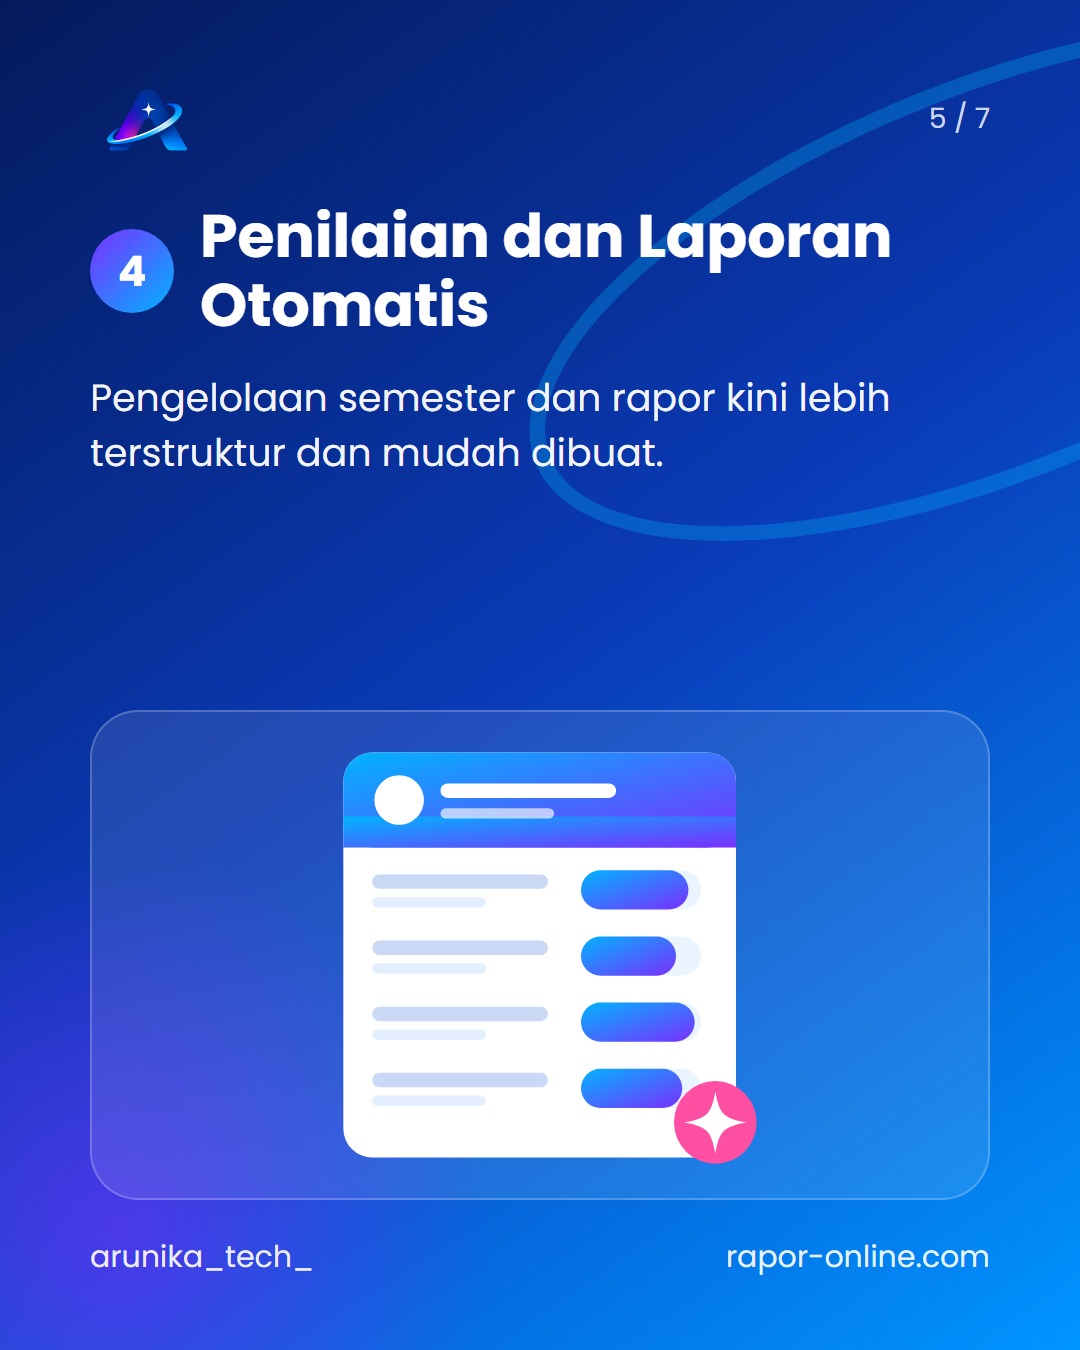 5 / 7
4
Penilaian dan Laporan
Otomatis
Pengelolaan semester dan rapor kini lebih
terstruktur dan mudah dibuat.
arunika_tech_
rapor-online.com